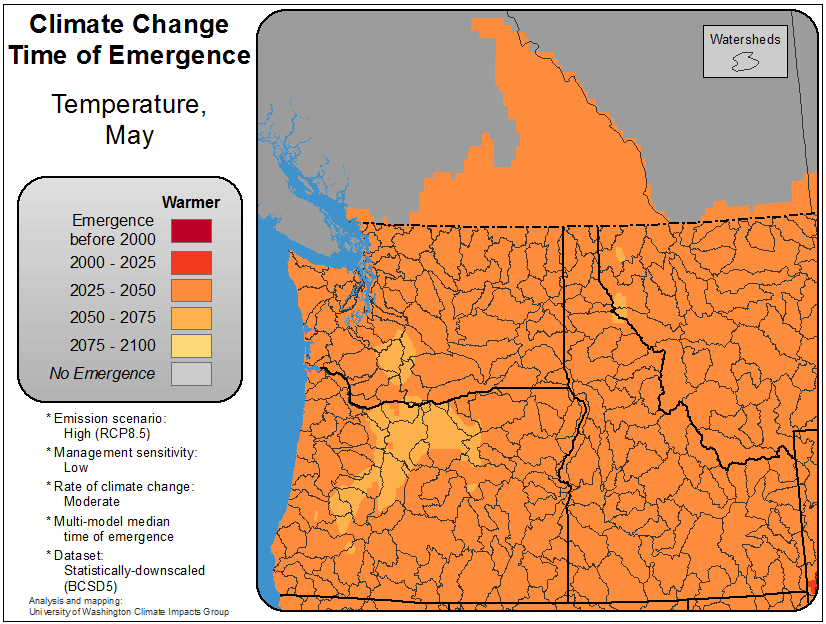 Climate Change
Time of Emergence
Temperature,
May
Warmer
Emergence
before 2000
2000 - 2025
2025 - 2050
2050 - 2075
2075 - 2100
No Emergence
* Emission scenario:
High (RCP8.5)
* Management sensitivity:
Low
* Rate of climate change:
Moderate
* Multi-model median
time of emergence
* Dataset:
Statistically-downscaled
(BCSD5)
Analysis and mapping:
University of Washington Climate Impacts Group
Watersheds